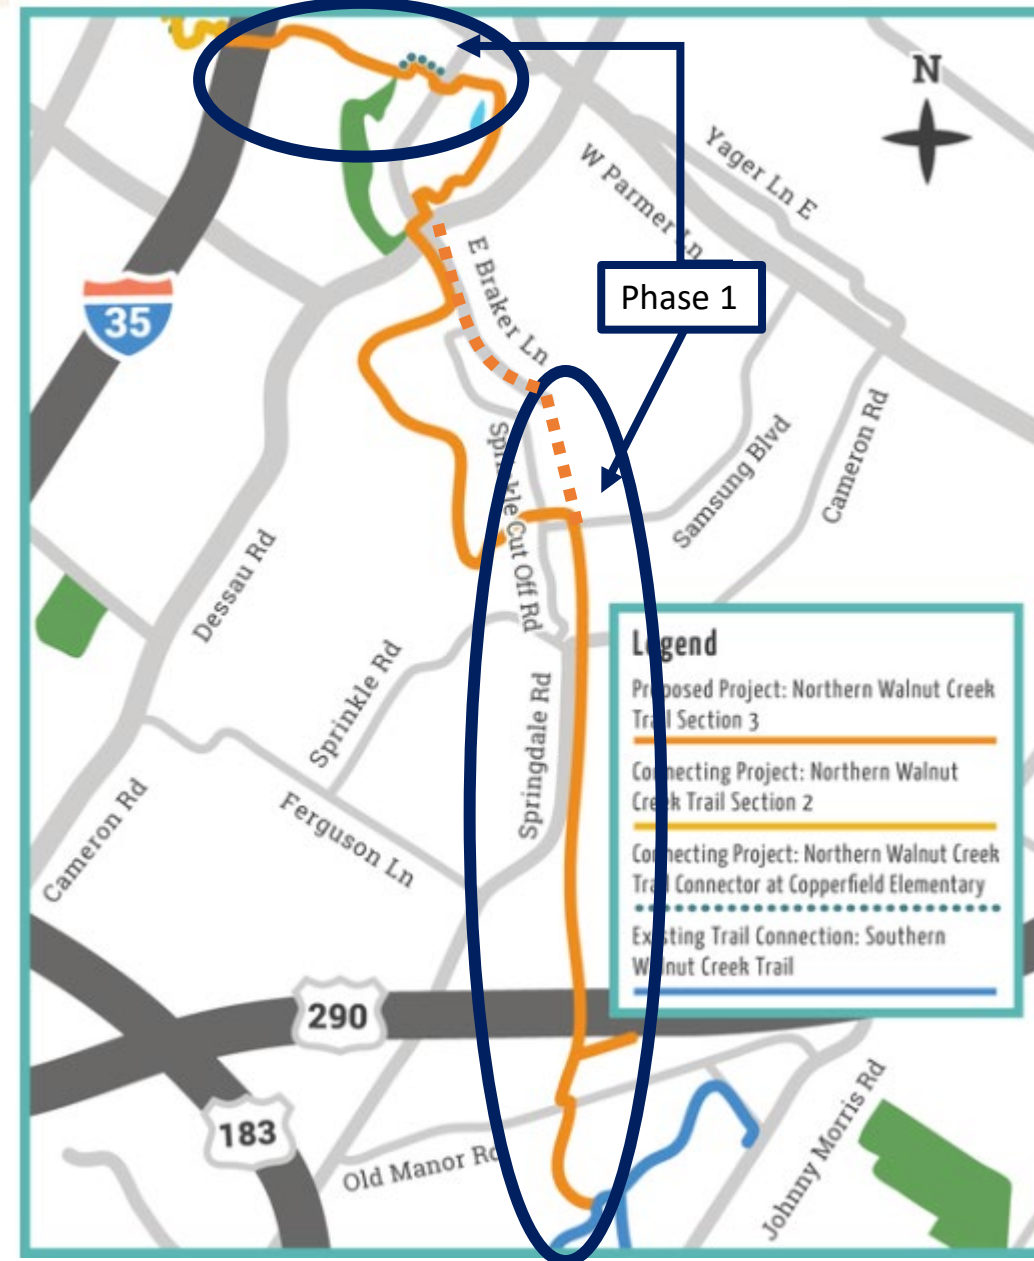 N
Yager Ln E
W Parmer Ln
E Braker Ln
Phase 1
35
Samsung Blvd
Cameron Rd
Sprinkle Cut Off Rd
Dessau Rd
Sprinkle Rd
Springdale Rd
Ferguson Ln
Cameron Rd
Legend
Proposed Project: Northern Walnut Creek
Trail Section 3
Connecting Project: Northern Walnut
Creek Trail Section 2
Connecting Project: Northern Walnut Creek
Trail Connector at Copperfield Elementary
Existing Trail Connection: Southern
Walnut Creek Trail
290
183
Old Manor Rd
Johnny Morris Rd